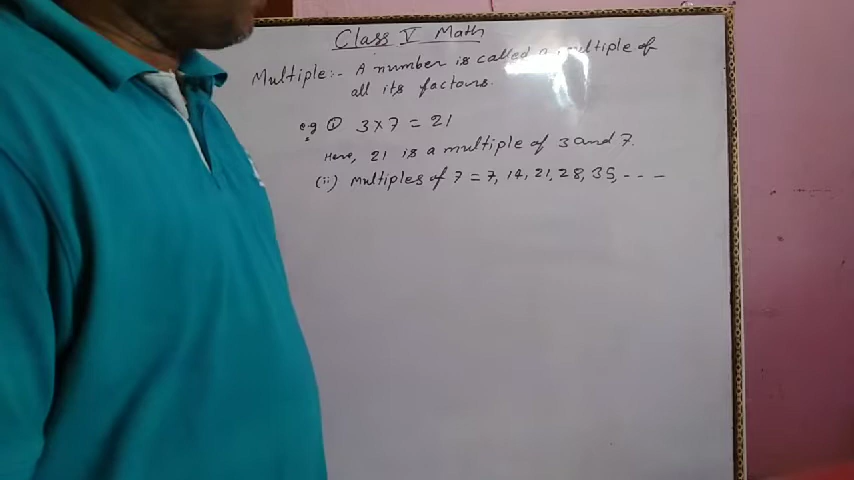 Class V Math
Multiple:- A number is called a multiple of
all its factors.
e.g (i) 3 x 7 = 21
Here, 21 is a multiple of 3 and 7.
(ii) Multiples of 7 = 7, 14, 21, 28, 35, - - -